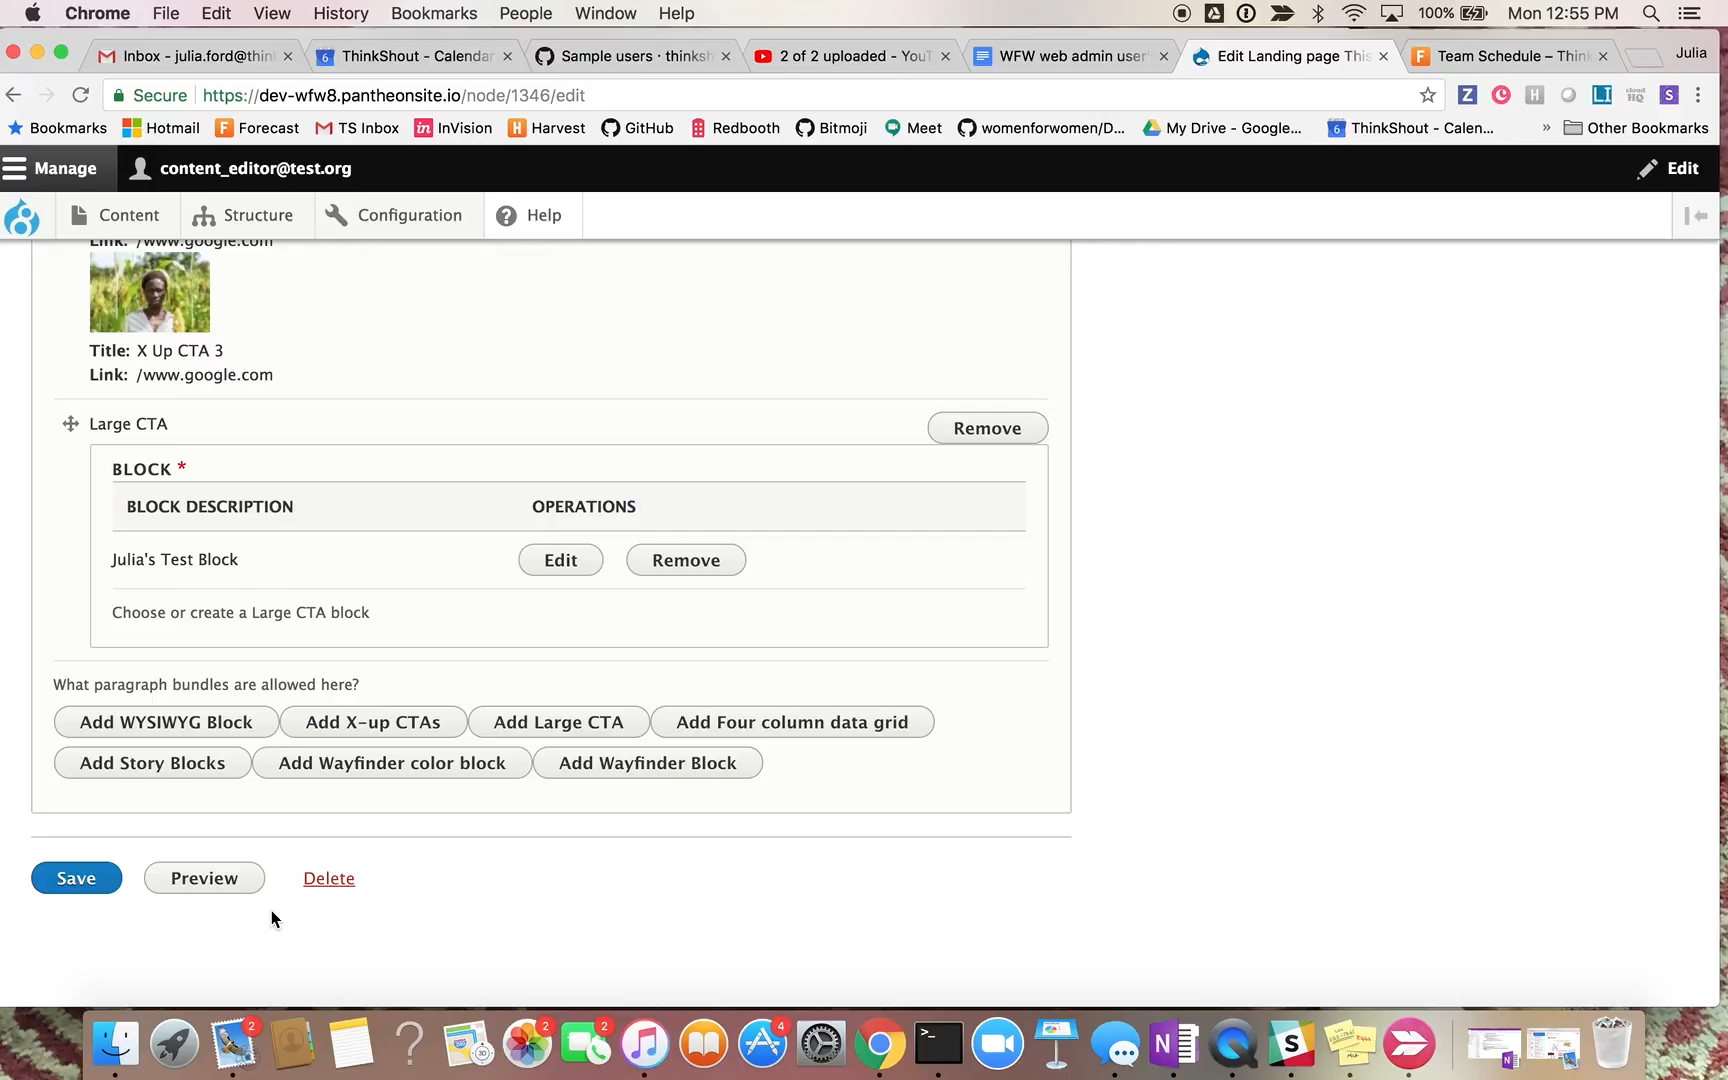 Chrome File Edit View History Bookmarks People Window Help 100% Mon 12:55 PM
Inbox - julia.ford@thin ThinkShout - Calendar Sample users · thinksh 2 of 2 uploaded - YouT WFW web admin user' Edit Landing page This Team Schedule – Think Julia
Secure https://dev-wfw8.pantheonsite.io/node/1346/edit
Bookmarks Hotmail Forecast TS Inbox InVision Harvest GitHub Redbooth Bitmoji Meet womenforwomen/D... My Drive - Google... ThinkShout - Calen... » Other Bookmarks
Manage content_editor@test.org Edit
Content Structure Configuration Help
Link: /www.google.com
Title: X Up CTA 3
Link: /www.google.com
Large CTA Remove
BLOCK *
BLOCK DESCRIPTION OPERATIONS
Julia's Test Block Edit Remove
Choose or create a Large CTA block
What paragraph bundles are allowed here?
Add WYSIWYG Block Add X-up CTAs Add Large CTA Add Four column data grid
Add Story Blocks Add Wayfinder color block Add Wayfinder Block
Save Preview Delete